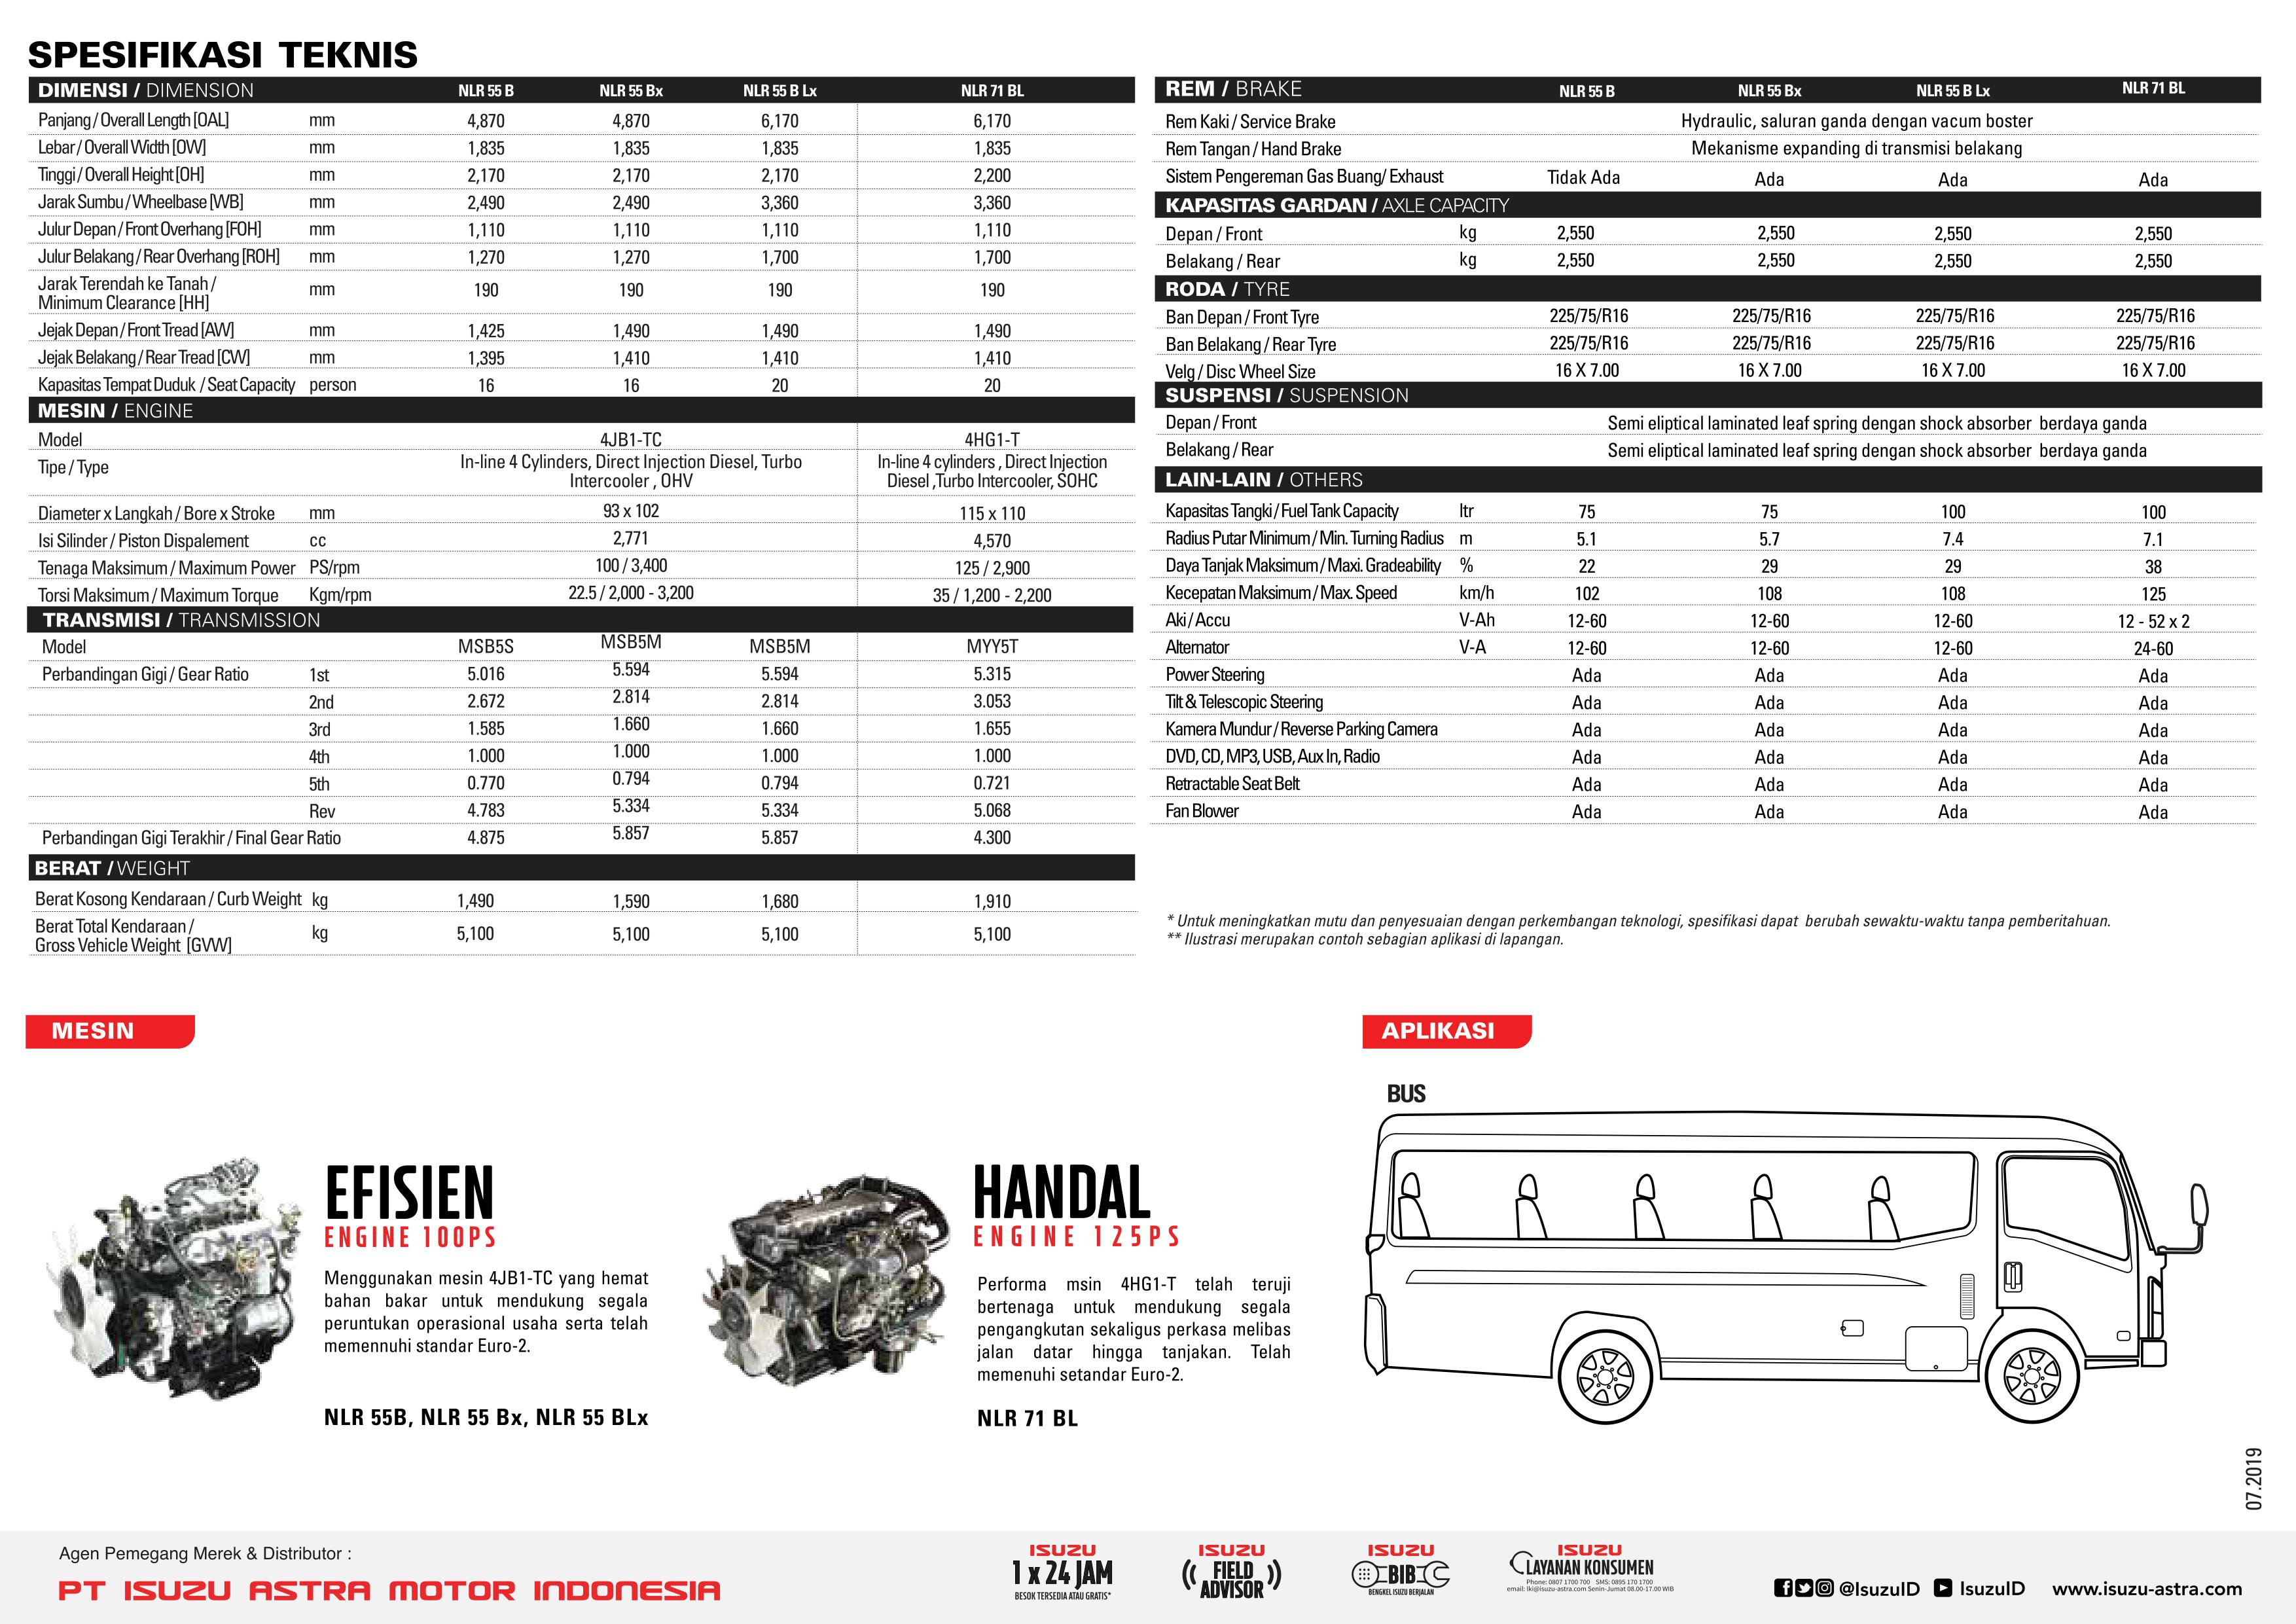 SPESIFIKASI TEKNIS
DIMENSI / DIMENSION NLR 55 B NLR 55 Bx NLR 55 B Lx NLR 71 BL
Panjang / Overall Length [OAL] mm 4,870 4,870 6,170 6,170
Lebar / Overall Width [OW] mm 1,835 1,835 1,835 1,835
Tinggi / Overall Height [OH] mm 2,170 2,170 2,170 2,200
Jarak Sumbu / Wheelbase [WB] mm 2,490 2,490 3,360 3,360
Julur Depan / Front Overhang [FOH] mm 1,110 1,110 1,110 1,110
Julur Belakang / Rear Overhang [ROH] mm 1,270 1,270 1,700 1,700
Jarak Terendah ke Tanah /
Minimum Clearance [HH] mm 190 190 190 190
Jejak Depan / Front Tread [AW] mm 1,425 1,490 1,490 1,490
Jejak Belakang / Rear Tread [CW] mm 1,395 1,410 1,410 1,410
Kapasitas Tempat Duduk / Seat Capacity person 16 16 20 20
MESIN / ENGINE
Model 4JB1-TC 4HG1-T
Tipe / Type In-line 4 Cylinders, Direct Injection Diesel, Turbo In-line 4 cylinders , Direct Injection
Intercooler , OHV Diesel ,Turbo Intercooler, SOHC
Diameter x Langkah / Bore x Stroke mm 93 x 102 115 x 110
Isi Silinder / Piston Dispalement cc 2,771 4,570
Tenaga Maksimum / Maximum Power PS/rpm 100 / 3,400 125 / 2,900
Torsi Maksimum / Maximum Torque Kgm/rpm 22.5 / 2,000 - 3,200 35 / 1,200 - 2,200
TRANSMISI / TRANSMISSION
Model MSB5S MSB5M MSB5M MYY5T
Perbandingan Gigi / Gear Ratio 1st 5.016 5.594 5.594 5.315
2nd 2.672 2.814 2.814 3.053
3rd 1.585 1.660 1.660 1.655
4th 1.000 1.000 1.000 1.000
5th 0.770 0.794 0.794 0.721
Rev 4.783 5.334 5.334 5.068
Perbandingan Gigi Terakhir / Final Gear Ratio 4.875 5.857 5.857 4.300
BERAT / WEIGHT
Berat Kosong Kendaraan / Curb Weight kg 1,490 1,590 1,680 1,910
Berat Total Kendaraan /
Gross Vehicle Weight [GVW] kg 5,100 5,100 5,100 5,100
REM / BRAKE NLR 55 B NLR 55 Bx NLR 55 B Lx NLR 71 BL
Rem Kaki / Service Brake Hydraulic, saluran ganda dengan vacum boster
Rem Tangan / Hand Brake Mekanisme expanding di transmisi belakang
Sistem Pengereman Gas Buang/ Exhaust Tidak Ada Ada Ada Ada
KAPASITAS GARDAN / AXLE CAPACITY
Depan / Front kg 2,550 2,550 2,550 2,550
Belakang / Rear kg 2,550 2,550 2,550 2,550
RODA / TYRE
Ban Depan / Front Tyre 225/75/R16 225/75/R16 225/75/R16 225/75/R16
Ban Belakang / Rear Tyre 225/75/R16 225/75/R16 225/75/R16 225/75/R16
Velg / Disc Wheel Size 16 X 7.00 16 X 7.00 16 X 7.00 16 X 7.00
SUSPENSI / SUSPENSION
Depan / Front Semi eliptical laminated leaf spring dengan shock absorber berdaya ganda
Belakang / Rear Semi eliptical laminated leaf spring dengan shock absorber berdaya ganda
LAIN-LAIN / OTHERS
Kapasitas Tangki / Fuel Tank Capacity ltr 75 75 100 100
Radius Putar Minimum / Min. Turning Radius m 5.1 5.7 7.4 7.1
Daya Tanjak Maksimum / Maxi. Gradeability % 22 29 29 38
Kecepatan Maksimum / Max. Speed km/h 102 108 108 125
Aki / Accu V-Ah 12-60 12-60 12-60 12 - 52 x 2
Alternator V-A 12-60 12-60 12-60 24-60
Power Steering Ada Ada Ada Ada
Tilt & Telescopic Steering Ada Ada Ada Ada
Kamera Mundur / Reverse Parking Camera Ada Ada Ada Ada
DVD, CD, MP3, USB, Aux In, Radio Ada Ada Ada Ada
Retractable Seat Belt Ada Ada Ada Ada
Fan Blower Ada Ada Ada Ada
* Untuk meningkatkan mutu dan penyesuaian dengan perkembangan teknologi, spesifikasi dapat berubah sewaktu-waktu tanpa pemberitahuan.
** Ilustrasi merupakan contoh sebagian aplikasi di lapangan.
MESIN
EFISIEN
ENGINE 100PS
Menggunakan mesin 4JB1-TC yang hemat
bahan bakar untuk mendukung segala
peruntukan operasional usaha serta telah
memennuhi standar Euro-2.
NLR 55B, NLR 55 Bx, NLR 55 BLx
HANDAL
ENGINE 125PS
Performa msin 4HG1-T telah teruji
bertenaga untuk mendukung segala
pengangkutan sekaligus perkasa melibas
jalan datar hingga tanjakan. Telah
memenuhi setandar Euro-2.
NLR 71 BL
APLIKASI
BUS
07.2019
Agen Pemegang Merek & Distributor :
PT ISUZU ASTRA MOTOR INDONESIA
ISUZU
1 x 24 JAM
BESOK TERSEDIA ATAU GRATIS*
ISUZU
FIELD
ADVISOR
ISUZU
BIB
BENGKEL ISUZU BERJALAN
ISUZU
LAYANAN KONSUMEN
Phone: 0807 1700 700 SMS: 0895 170 1700
email: lki@isuzu-astra.com Senin-Jumat 08.00-17.00 WIB
@IsuzuID IsuzuID www.isuzu-astra.com